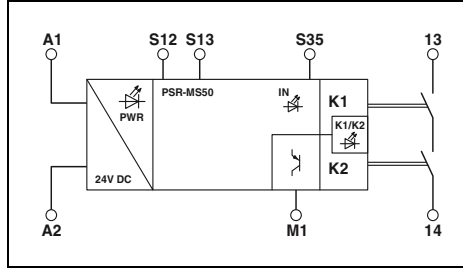 A1 S12 S13 S35 13
PSR-MS50 IN K1
PWR K1/K2
24V DC K2
A2 M1 14